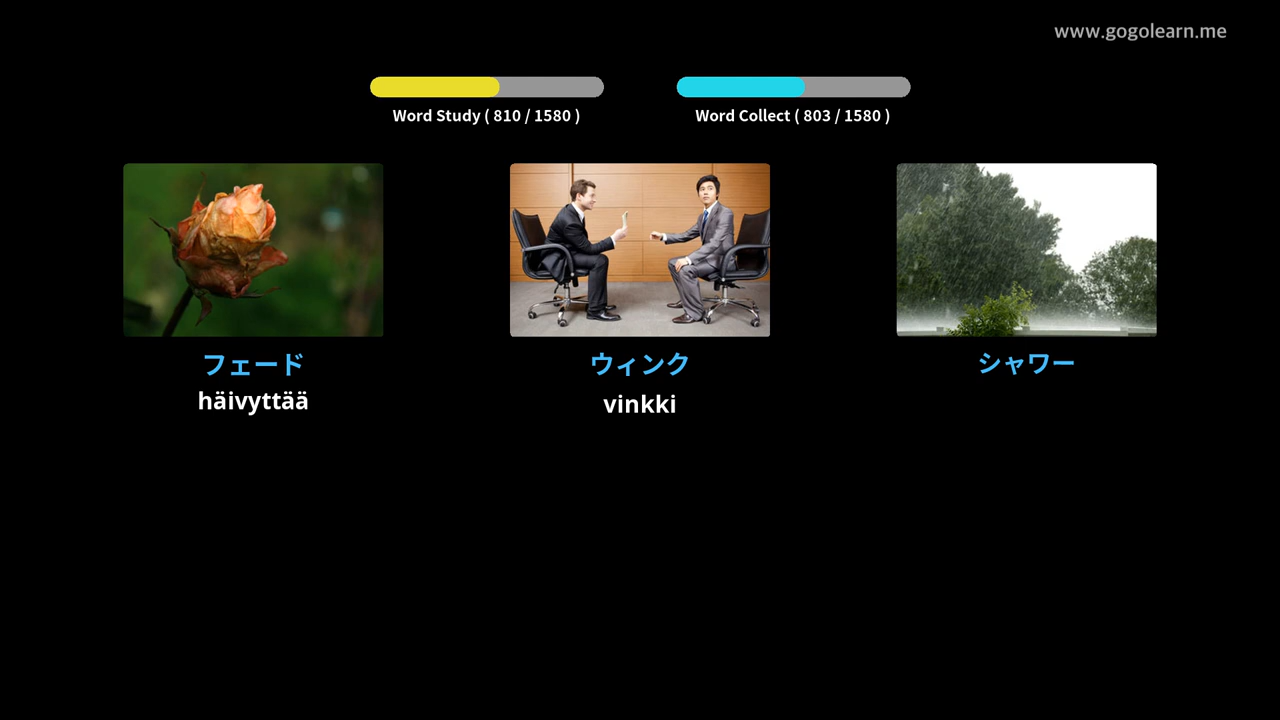 www.gogolearn.me
Word Study ( 810 / 1580 )
Word Collect ( 803 / 1580 )
フェード
häivyttää
ウィンク
vinkki
シャワー